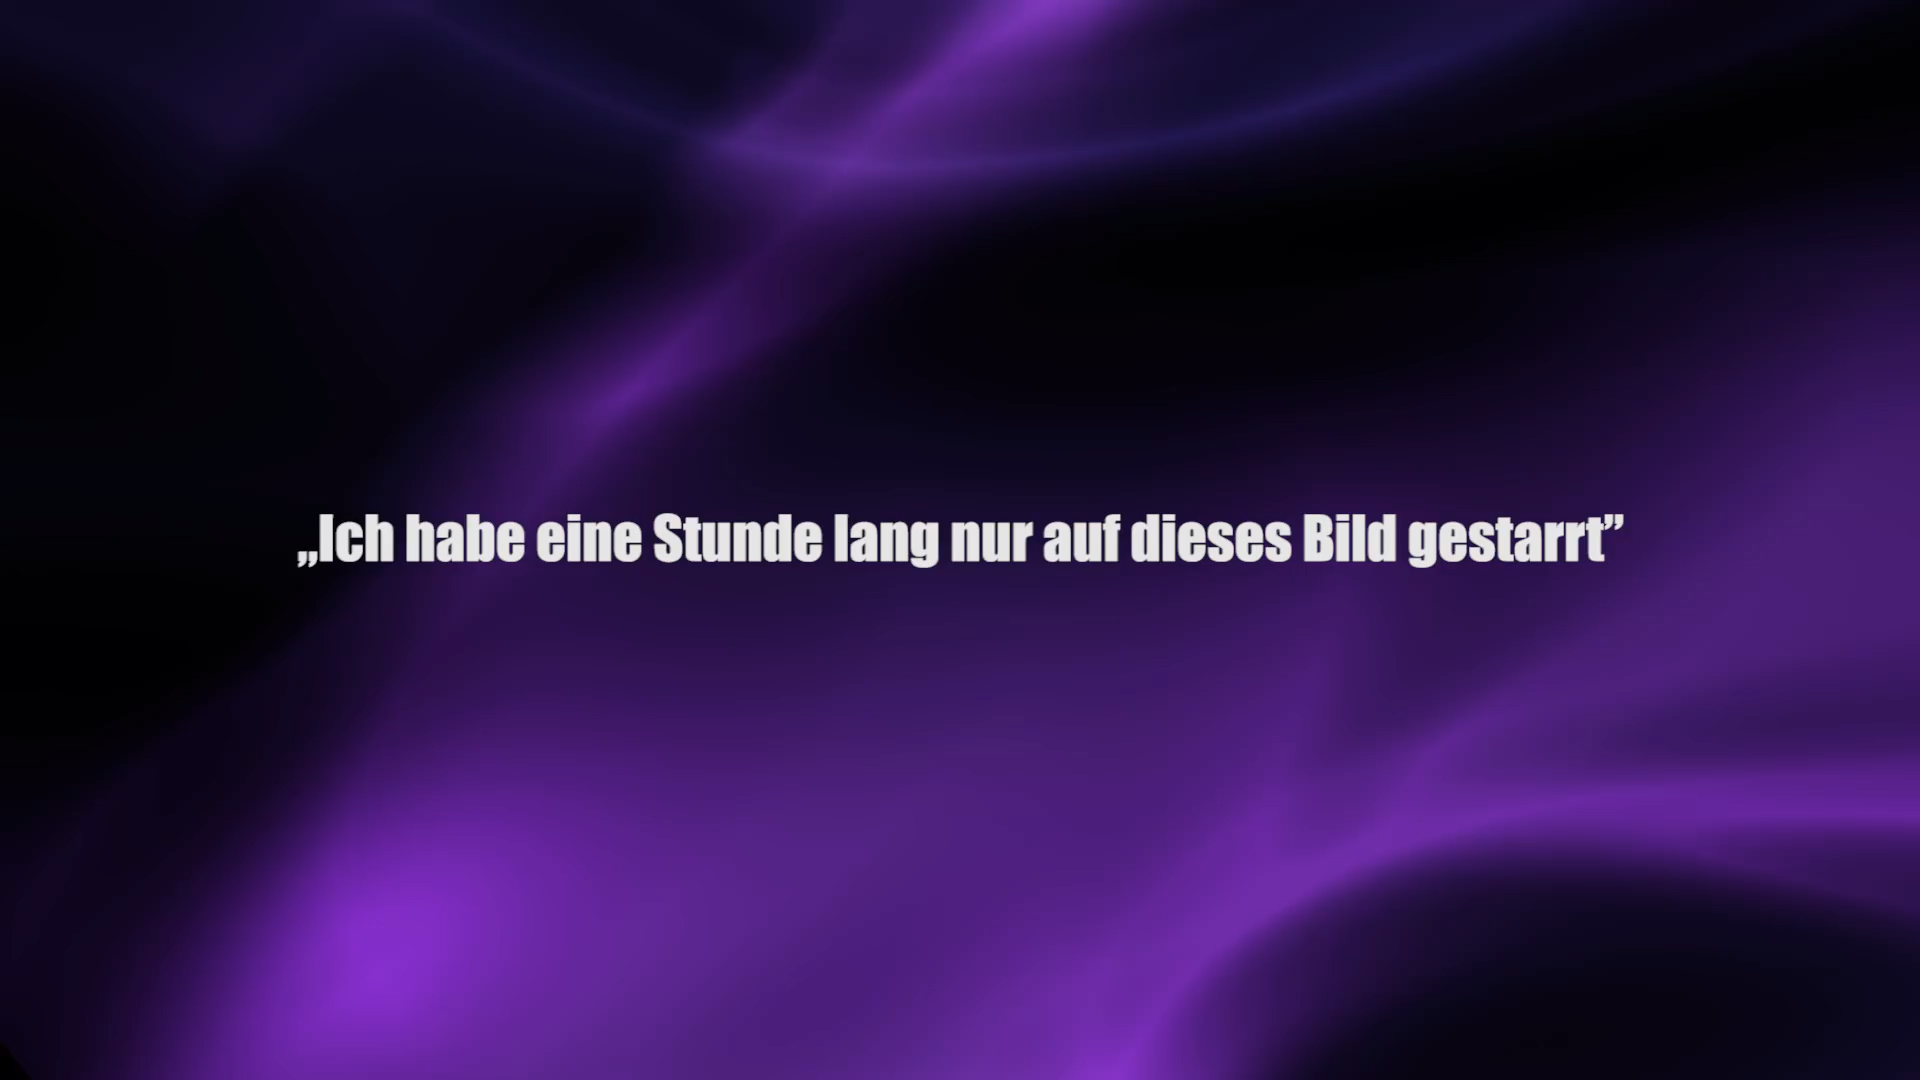 „Ich habe eine Stunde lang nur auf dieses Bild gestarrt”